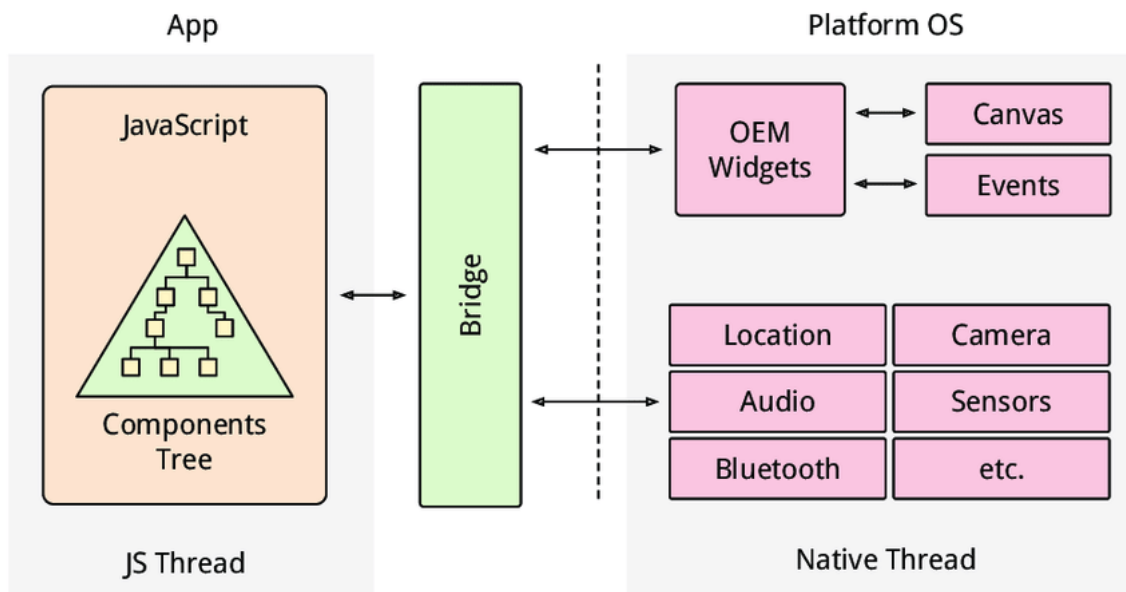 App
Platform OS
JavaScript
Components
Tree
JS Thread
Bridge
OEM
Widgets
Canvas
Events
Location
Camera
Audio
Sensors
Bluetooth
etc.
Native Thread